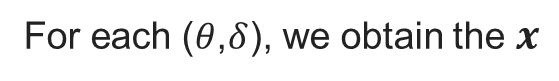 For each (θ,δ), we obtain the x